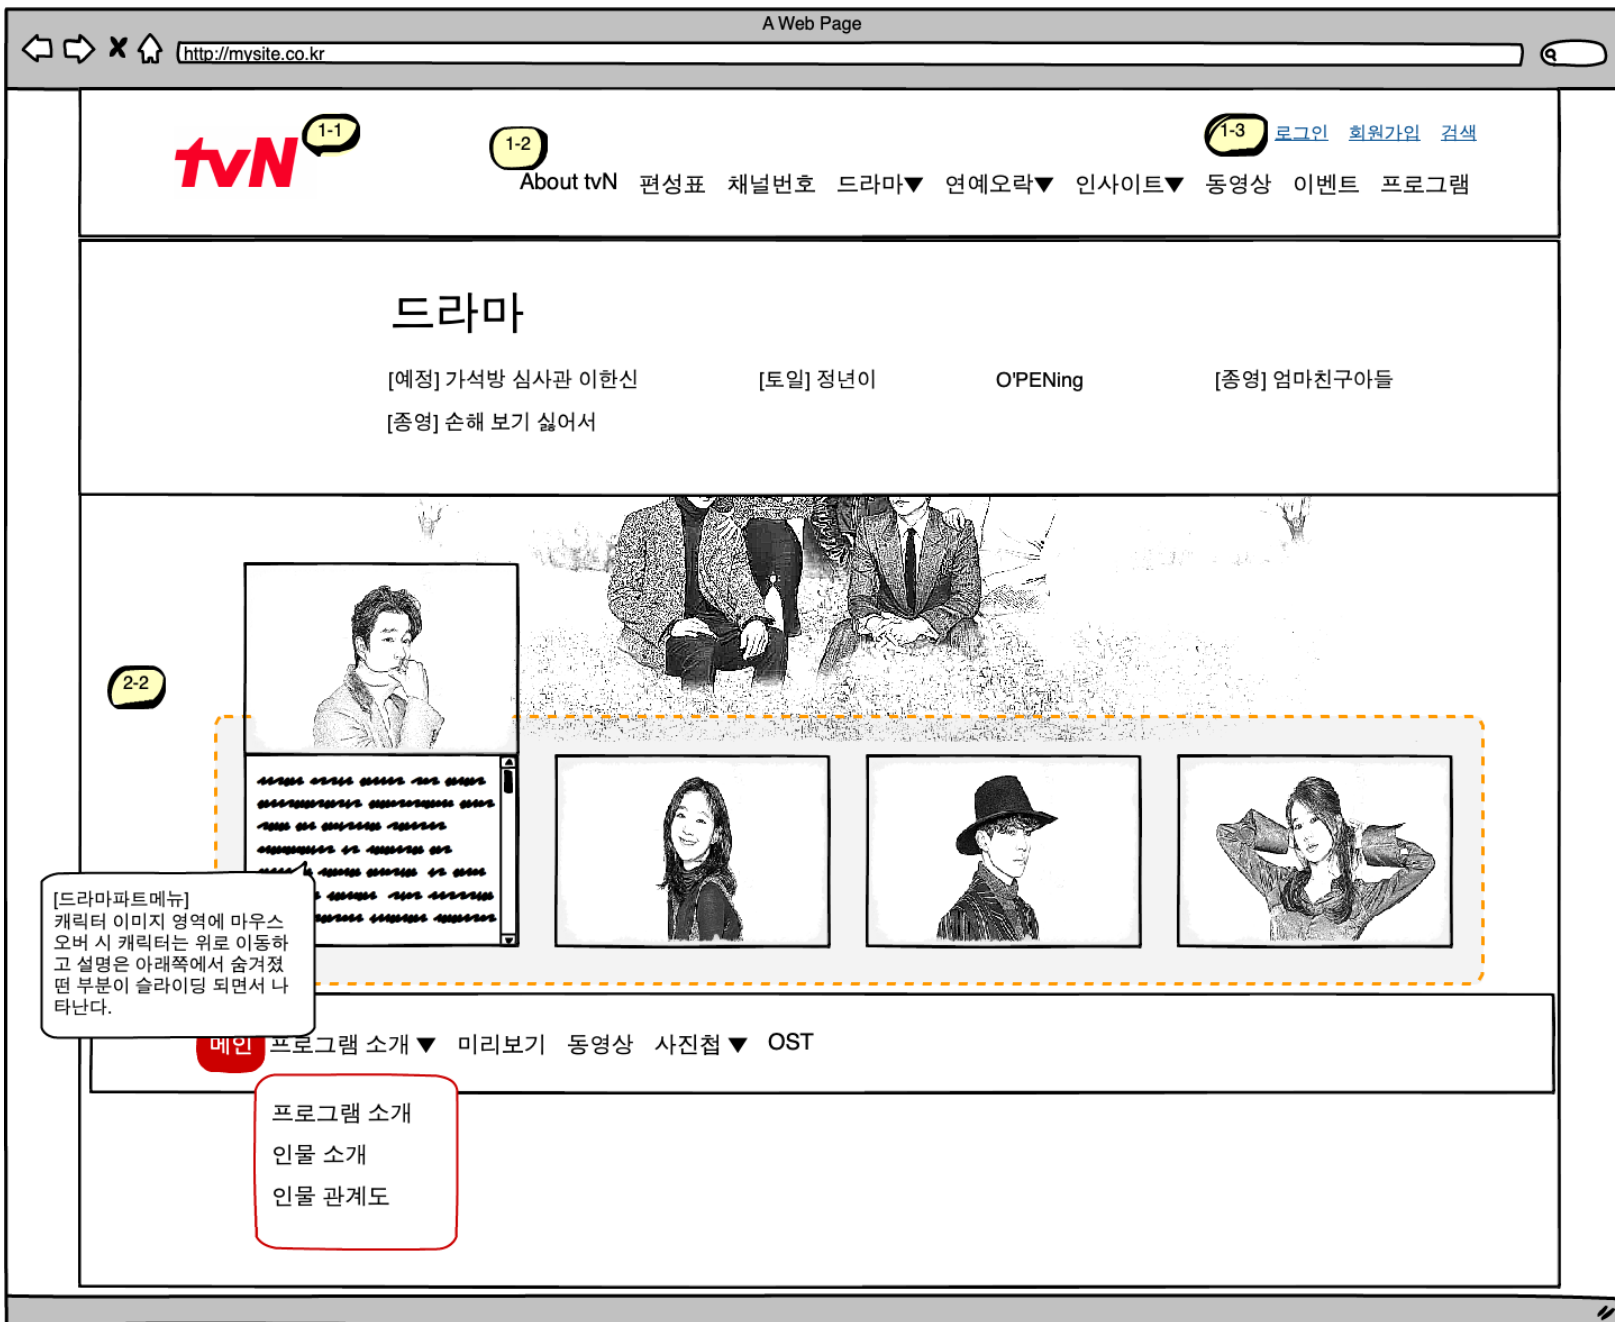 A Web Page
http://mysite.co.kr
tvN
1-1
1-2
1-3
로그인 회원가입 검색
About tvN 편성표 채널번호 드라마▼ 연예오락▼ 인사이트▼ 동영상 이벤트 프로그램
드라마
[예정] 가석방 심사관 이한신 [토일] 정년이 O'PENing [종영] 엄마친구아들
[종영] 손해 보기 싫어서
2-2
[드라마파트메뉴]
캐릭터 이미지 영역에 마우스
오버 시 캐릭터는 위로 이동하
고 설명은 아래쪽에서 숨겨졌
떤 부분이 슬라이딩 되면서 나
타난다.
메인 프로그램 소개 ▼ 미리보기 동영상 사진첩 ▼ OST
프로그램 소개
인물 소개
인물 관계도